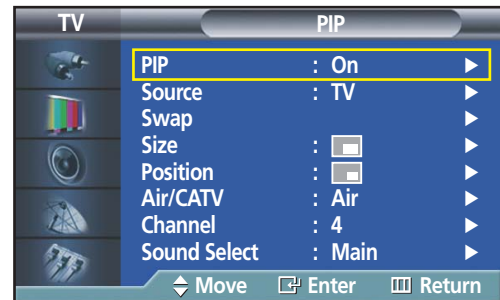 TV PIP
PIP : On
Source : TV
Swap
Size :
Position :
Air/CATV : Air
Channel : 4
Sound Select : Main
Move Enter Return